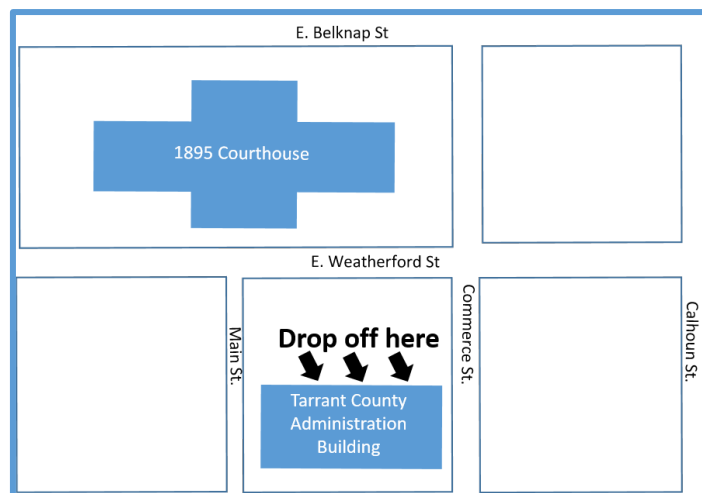 E. Belknap St
1895 Courthouse
E. Weatherford St
Main St.
Commerce St.
Calhoun St.
Drop off here
Tarrant County
Administration
Building